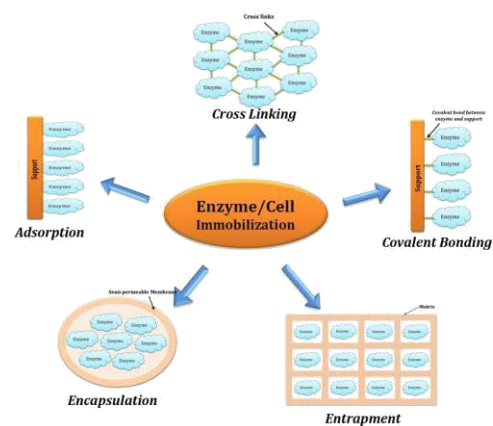 Cross links
Enzyme
Enzyme
Enzyme
Enzyme
Enzyme
Enzyme
Enzyme
Enzyme
Enzyme
Cross Linking
Support
Enzyme
Enzyme
Enzyme
Enzyme
Enzyme
Adsorption
Covalent bond between
enzyme and support
Support
Enzyme
Enzyme
Enzyme
Enzyme
Covalent Bonding
Enzyme/Cell
Immobilization
Semi-permeable Membrane
Enzyme
Enzyme
Enzyme
Enzyme
Enzyme
Enzyme
Enzyme
Encapsulation
Matrix
Enzyme
Enzyme
Enzyme
Enzyme
Enzyme
Enzyme
Enzyme
Enzyme
Enzyme
Enzyme
Enzyme
Enzyme
Entrapment